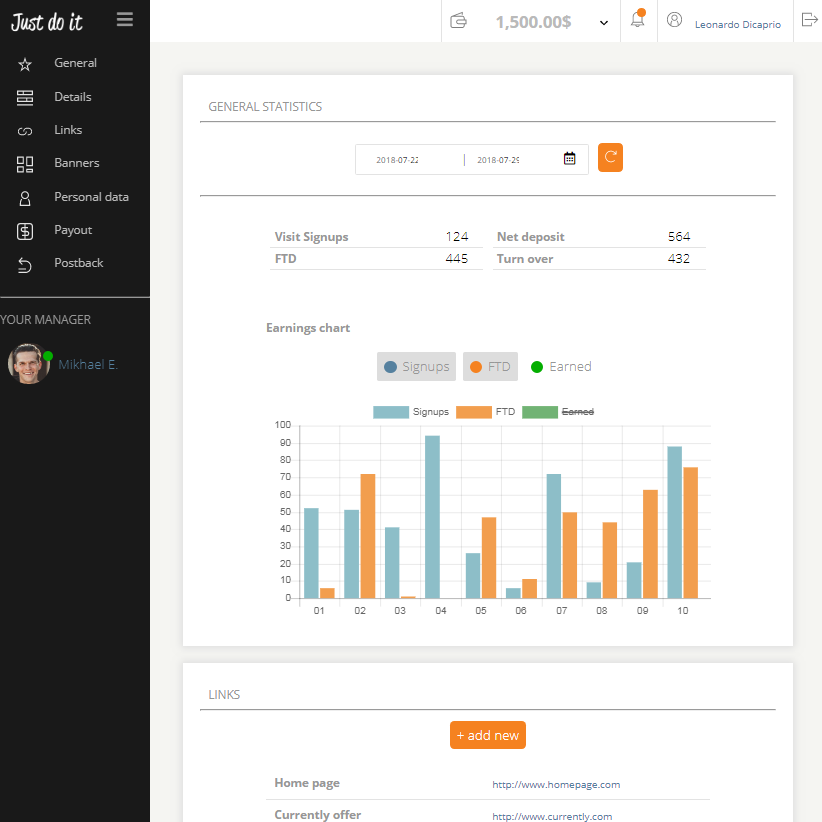 Just do it
1,500.00$
Leonardo Dicaprio
General
Details
Links
Banners
Personal data
Payout
Postback
YOUR MANAGER
Mikhael E.
GENERAL STATISTICS
2018-07-22 | 2018-07-29
Visit Signups 124 Net deposit 564
FTD 445 Turn over 432
Earnings chart
Signups FTD Earned
Signups FTD Earned
100
90
80
70
60
50
40
30
20
10
0
01 02 03 04 05 06 07 08 09 10
LINKS
+ add new
Home page http://www.homepage.com
Currently offer http://www.currently.com